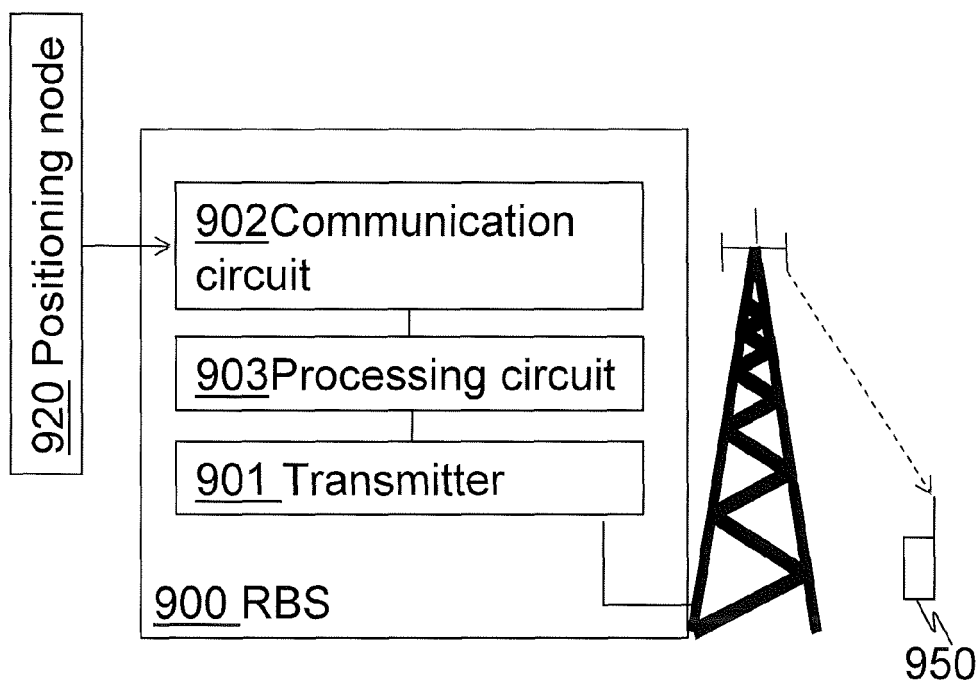 920 Positioning node
902Communication
circuit
903Processing circuit
901 Transmitter
900 RBS
950